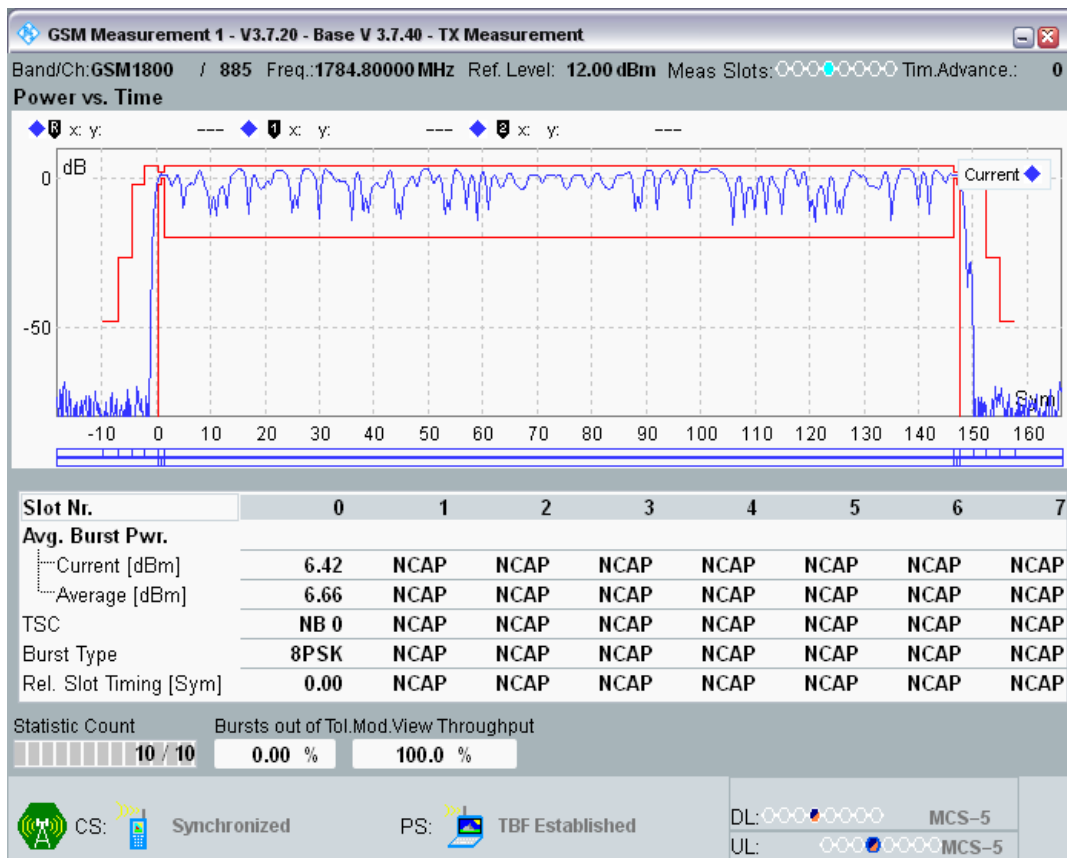 GSM Measurement 1 - V3.7.20 - Base V 3.7.40 - TX Measurement
Band/Ch:GSM1800 / 885 Freq.:1784.80000 MHz Ref. Level: 12.00 dBm Meas Slots: Tim.Advance.: 0
Power vs. Time
R x: y: --- 1 x: y: --- 2 x: y: ---
dB
0
Current
-50
Sym
-10 0 10 20 30 40 50 60 70 80 90 100 110 120 130 140 150 160
Slot Nr. 0 1 2 3 4 5 6 7
Avg. Burst Pwr.
Current [dBm] 6.42 NCAP NCAP NCAP NCAP NCAP NCAP NCAP
Average [dBm] 6.66 NCAP NCAP NCAP NCAP NCAP NCAP NCAP
TSC NB 0 NCAP NCAP NCAP NCAP NCAP NCAP NCAP
Burst Type 8PSK NCAP NCAP NCAP NCAP NCAP NCAP NCAP
Rel. Slot Timing [Sym] 0.00 NCAP NCAP NCAP NCAP NCAP NCAP NCAP
Statistic Count Bursts out of Tol. Mod.View Throughput
10 / 10 0.00 % 100.0 %
CS: Synchronized PS: TBF Established
DL: MCS-5
UL: MCS-5